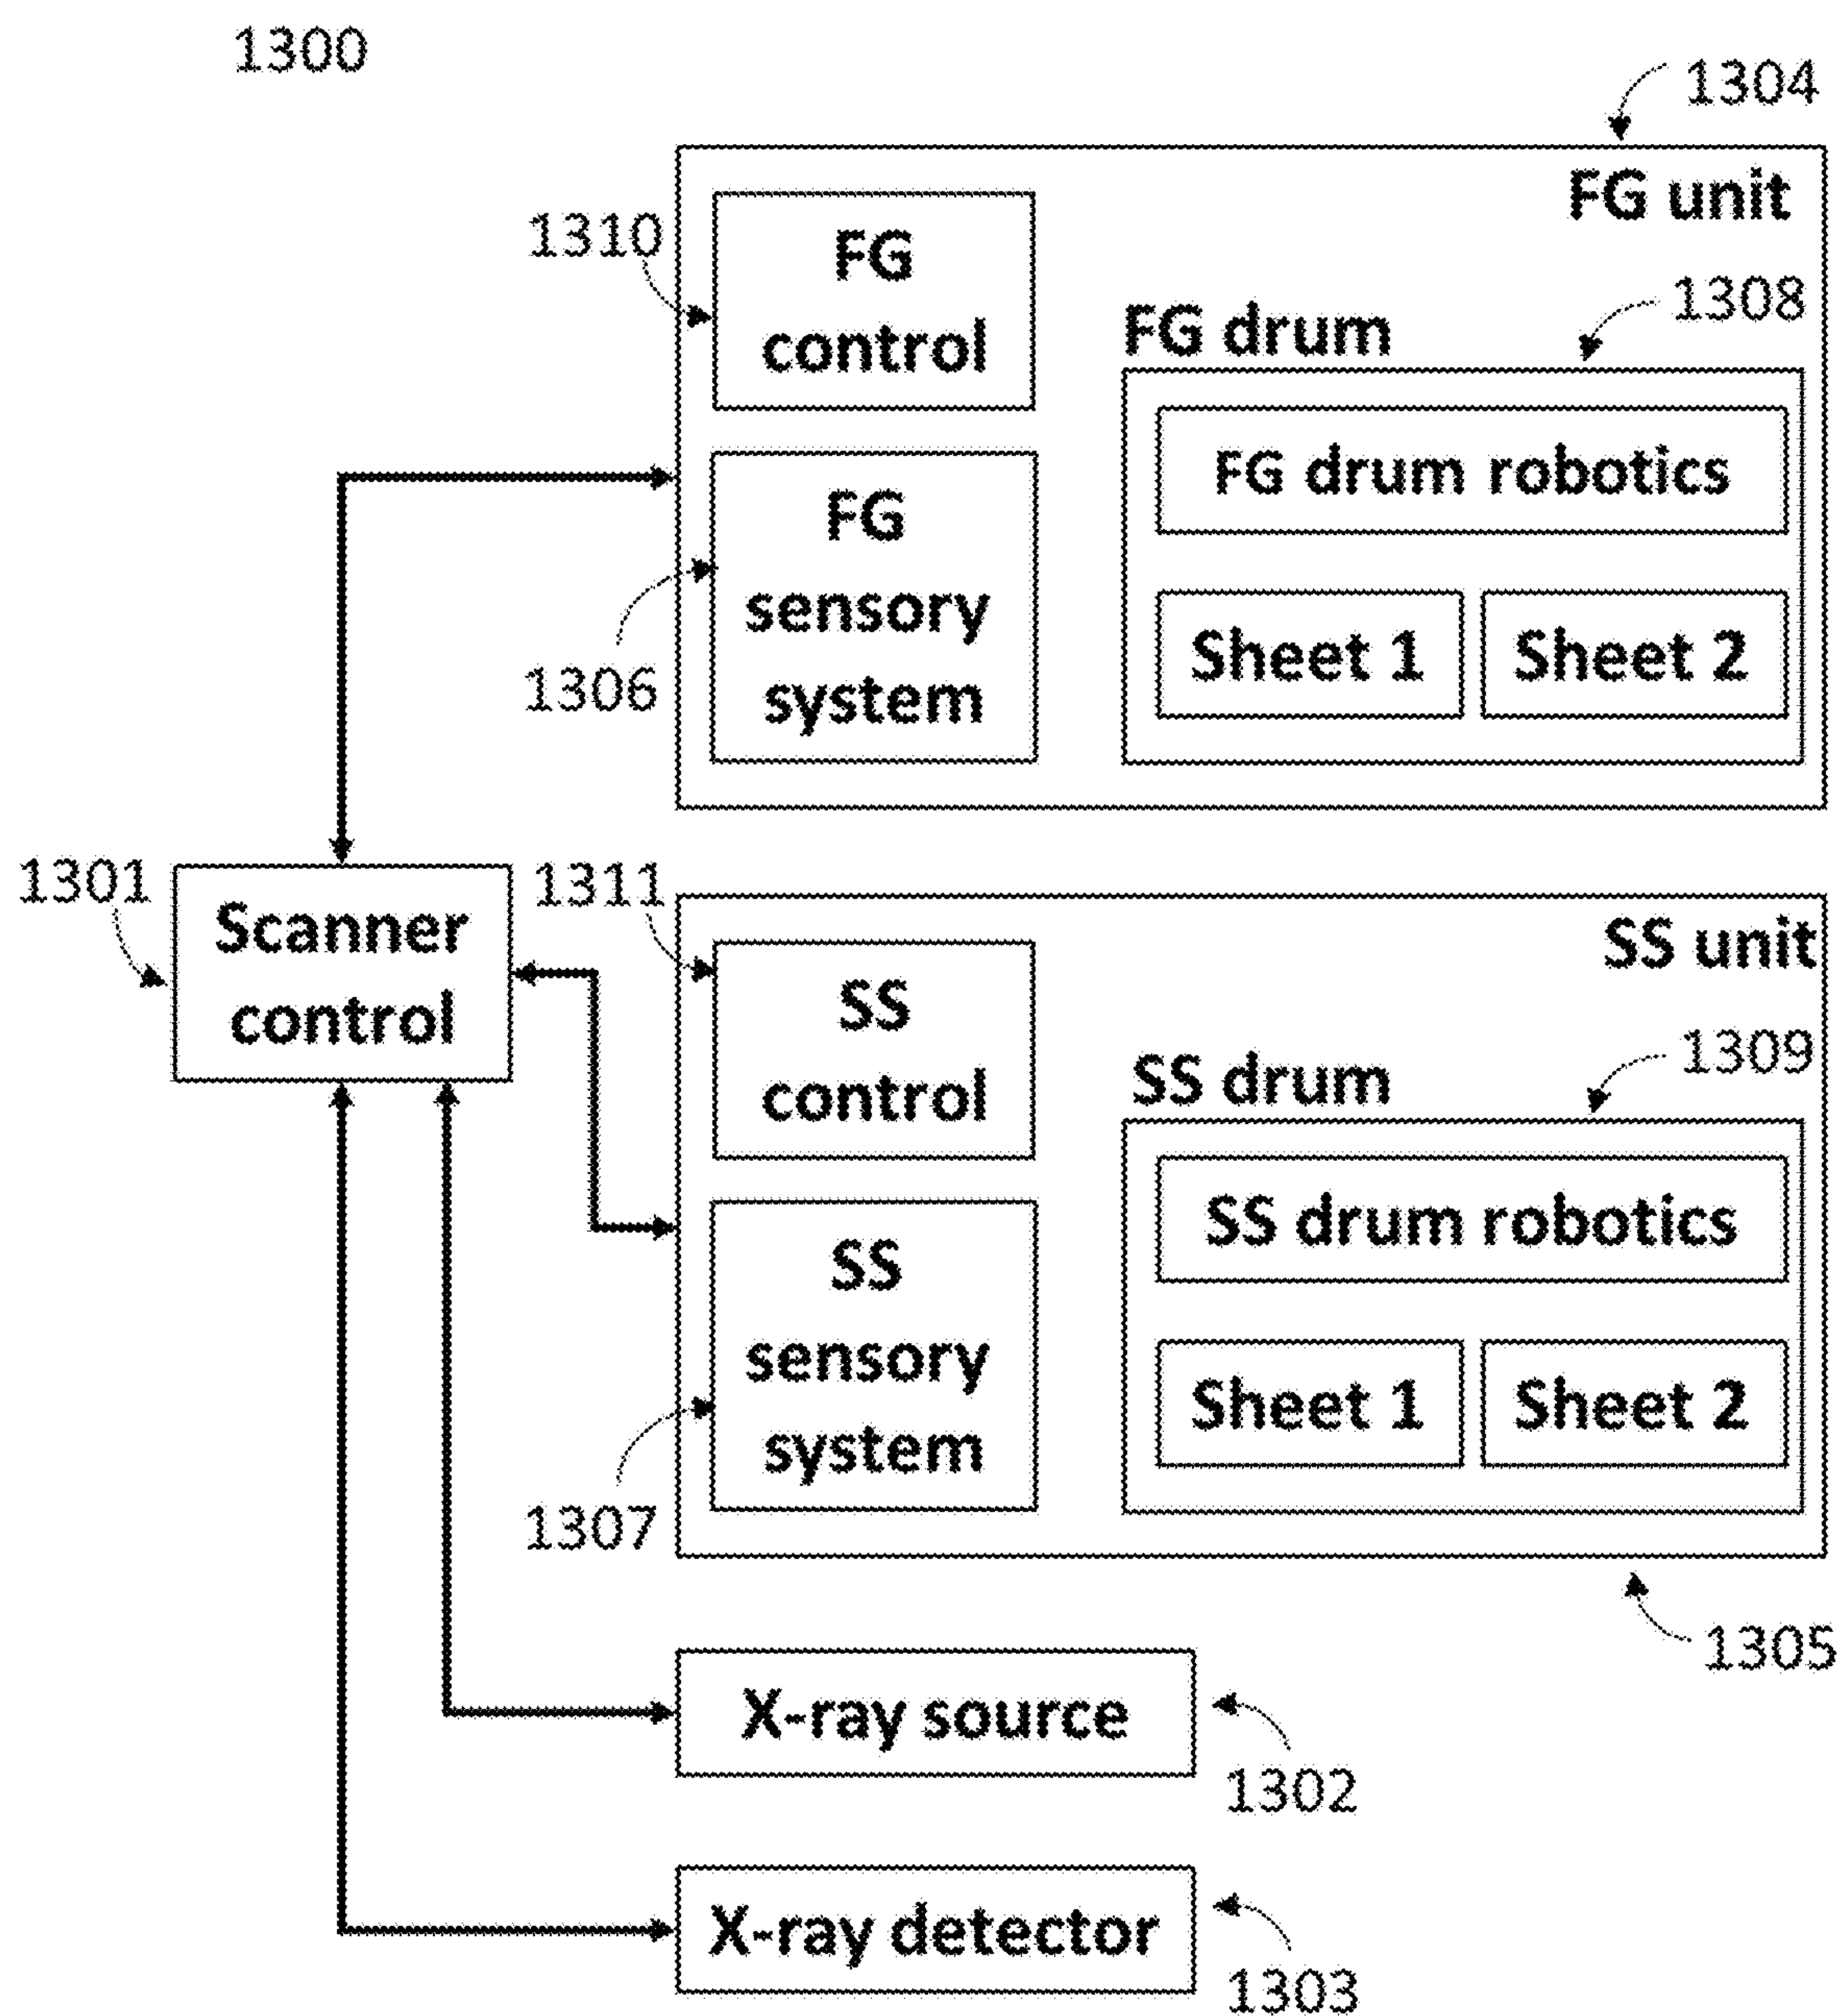 1300
1304
FG unit
1310
FG
control
1308
FG drum
FG drum robotics
FG
sensory
system
1306
Sheet 1
Sheet 2
1301
Scanner
control
1311
SS unit
SS
control
1309
SS drum
SS drum robotics
SS
sensory
system
1307
Sheet 1
Sheet 2
1305
X-ray source
1302
X-ray detector
1303